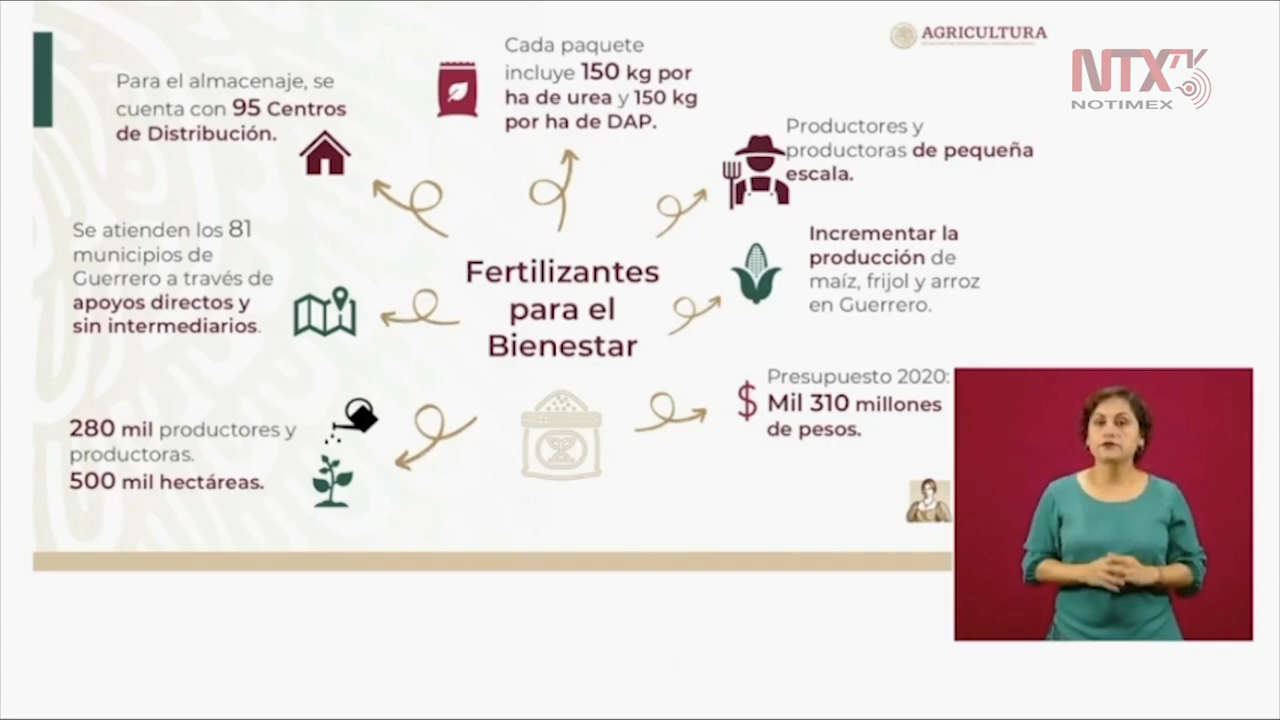 AGRICULTURA
NTX
NOTIMEX
Para el almacenaje, se
cuenta con 95 Centros
de Distribución.
Cada paquete
incluye 150 kg por
ha de urea y 150 kg
por ha de DAP.
Productores y
productoras de pequeña
escala.
Se atienden los 81
municipios de
Guerrero a través de
apoyos directos y
sin intermediarios.
Fertilizantes
para el
Bienestar
Incrementar la
producción de
maíz, frijol y arroz
en Guerrero.
280 mil productores y
productoras.
500 mil hectáreas.
$ Presupuesto 2020:
Mil 310 millones
de pesos.